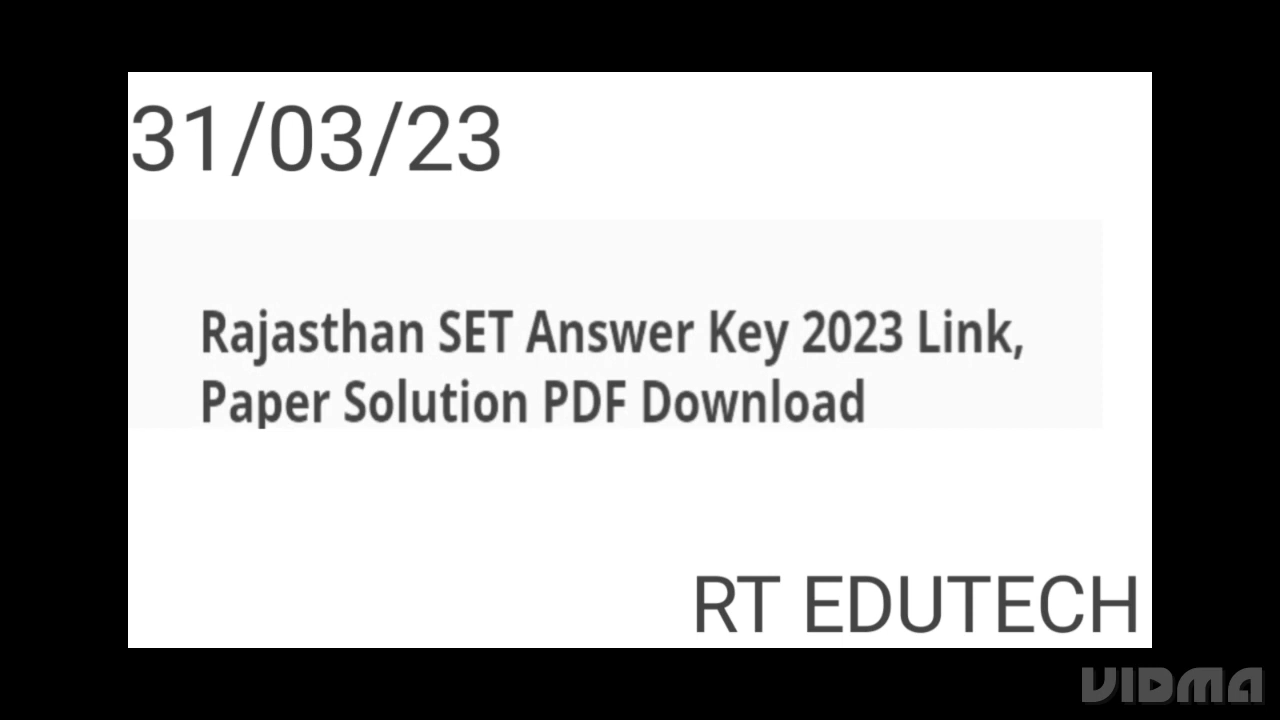 31/03/23
Rajasthan SET Answer Key 2023 Link,
Paper Solution PDF Download
RT EDUTECH
VIDMA